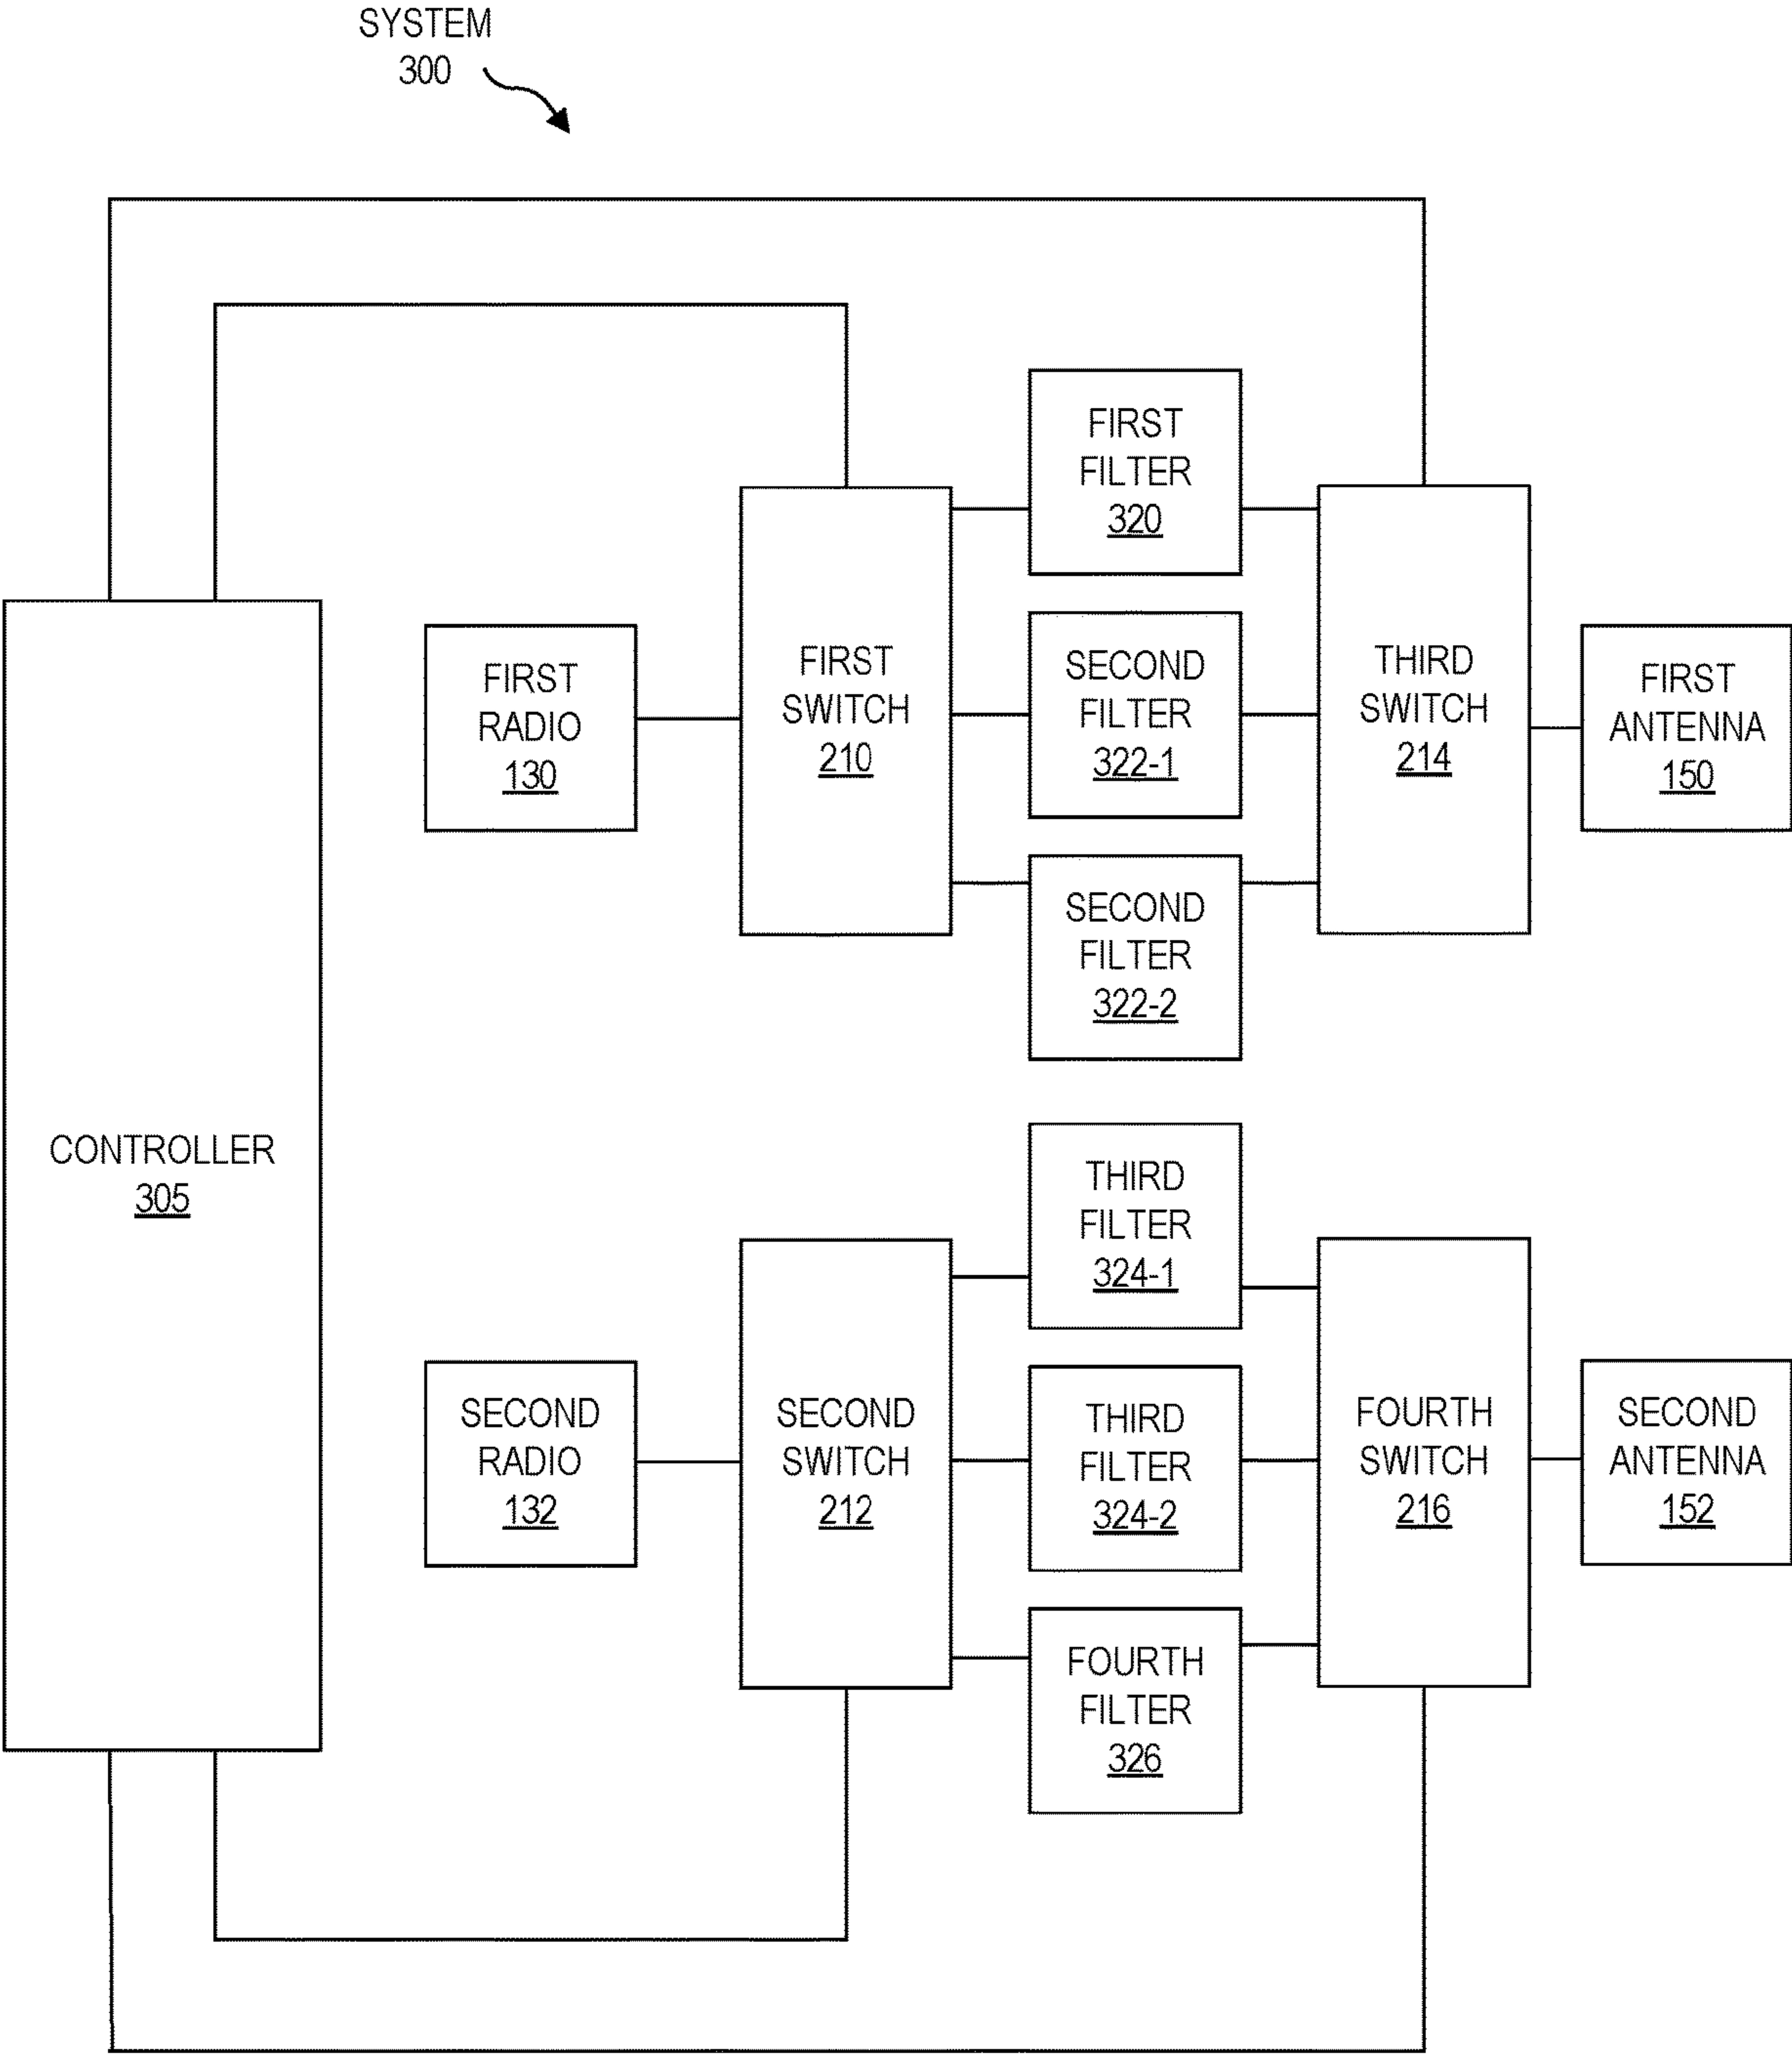 SYSTEM
300
FIRST
FILTER
320
FIRST
RADIO
130
FIRST
SWITCH
210
SECOND
FILTER
322-1
THIRD
SWITCH
214
FIRST
ANTENNA
150
SECOND
FILTER
322-2
CONTROLLER
305
THIRD
FILTER
324-1
SECOND
RADIO
132
SECOND
SWITCH
212
THIRD
FILTER
324-2
FOURTH
SWITCH
216
SECOND
ANTENNA
152
FOURTH
FILTER
326